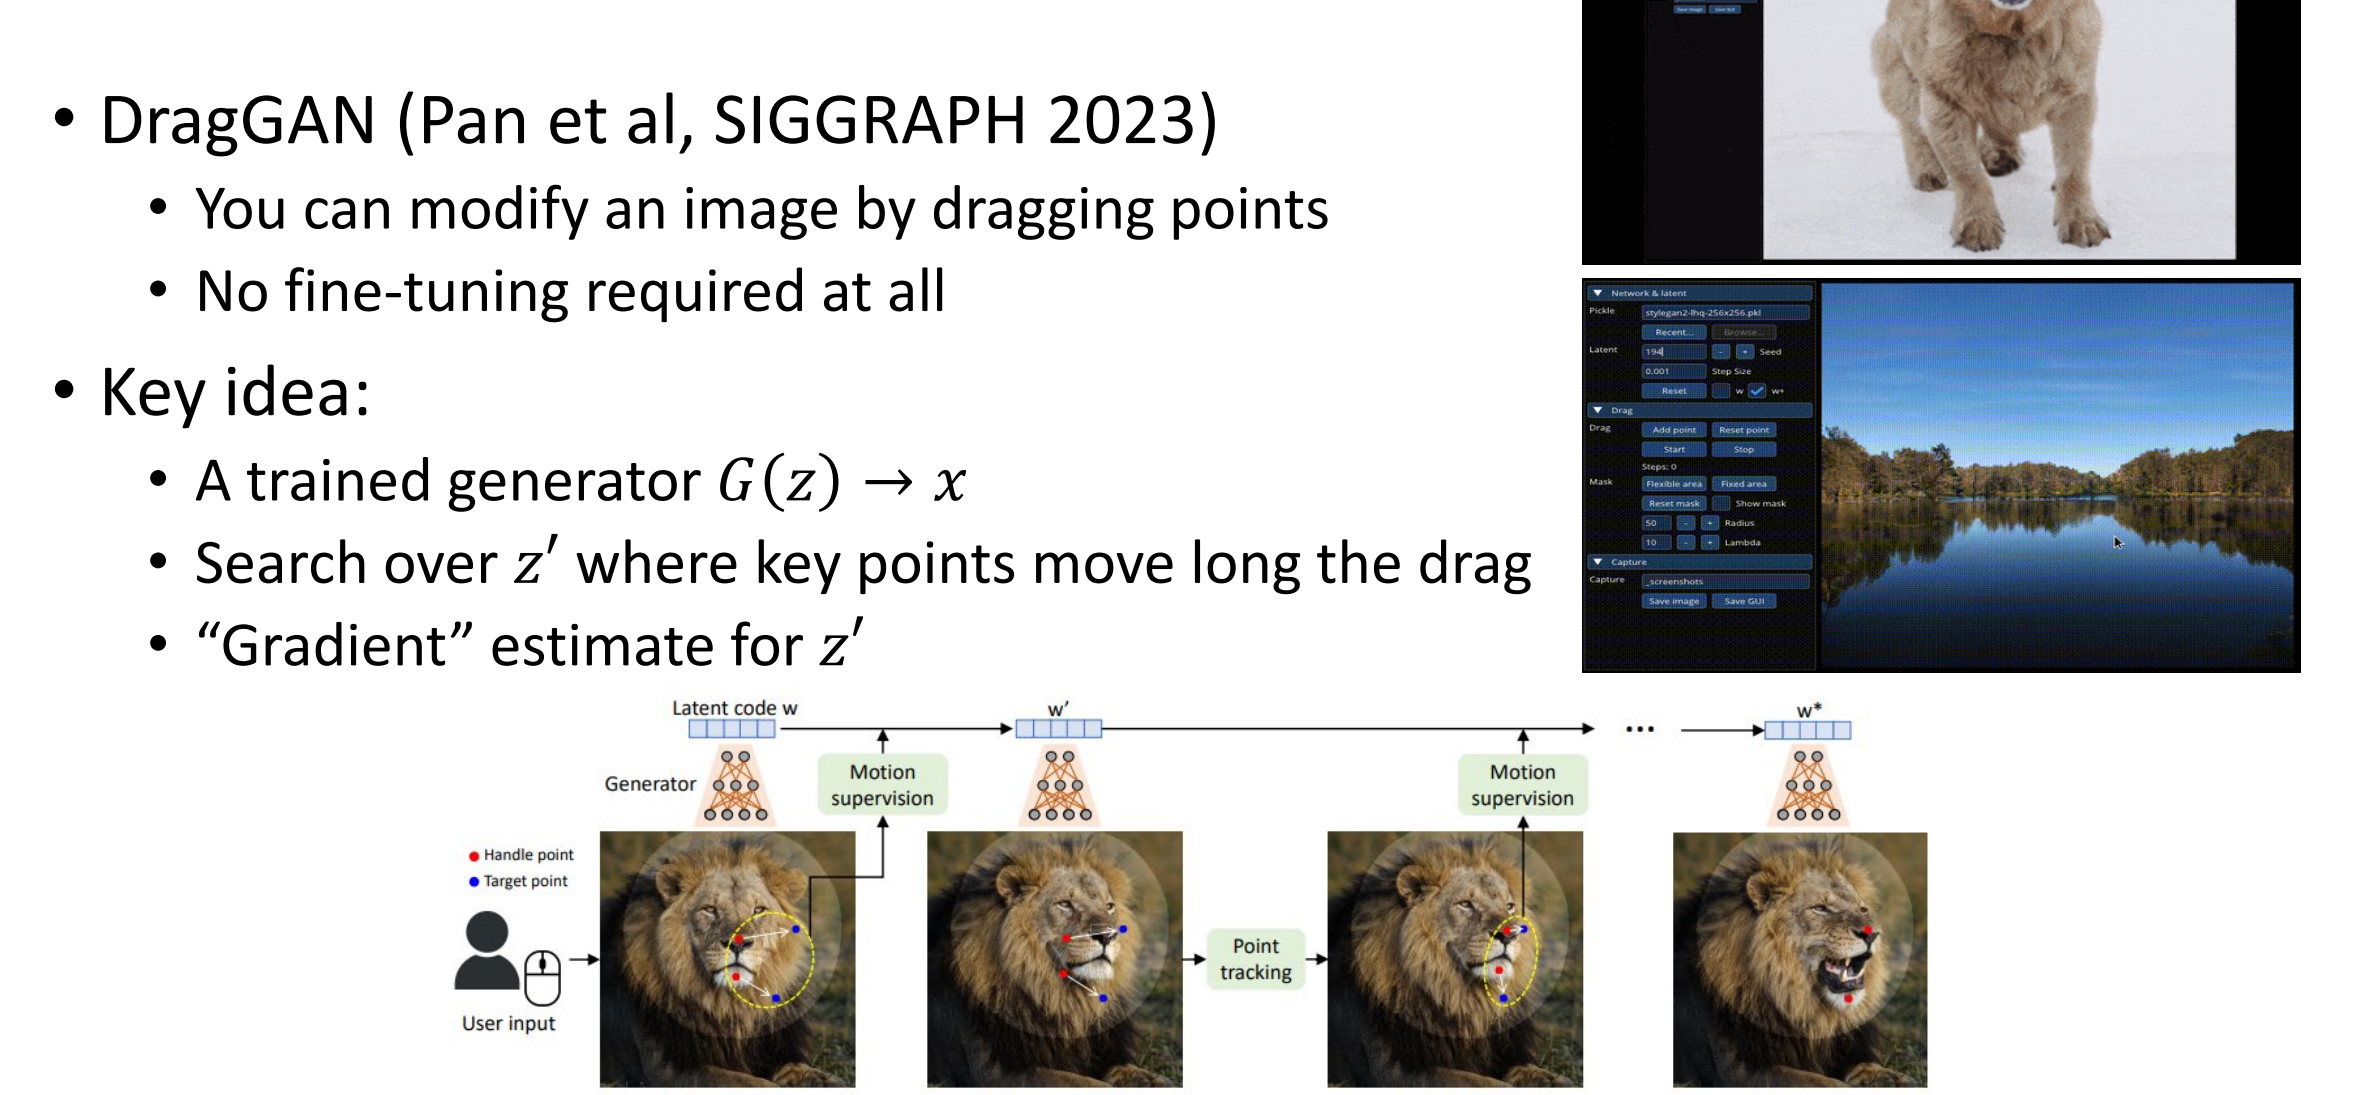 • DragGAN (Pan et al, SIGGRAPH 2023)
• You can modify an image by dragging points
• No fine-tuning required at all
• Key idea:
• A trained generator G(z) → x
• Search over z′ where key points move long the drag
• “Gradient” estimate for z′
Save image Save GUI
Network & latent
Pickle stylegan2-lhq-256x256.pkl
Recent... Browse...
Latent 194 - + Seed
0.001 Step Size
Reset w w+
Drag
Drag Add point Reset point
Start Stop
Steps: 0
Mask Flexible area Fixed area
Reset mask Show mask
50 - + Radius
10 - + Lambda
Capture
Capture _screenshots
Save image Save GUI
Latent code w w’ ... w*
Generator
Motion supervision
Motion supervision
Handle point
Target point
Point tracking
User input